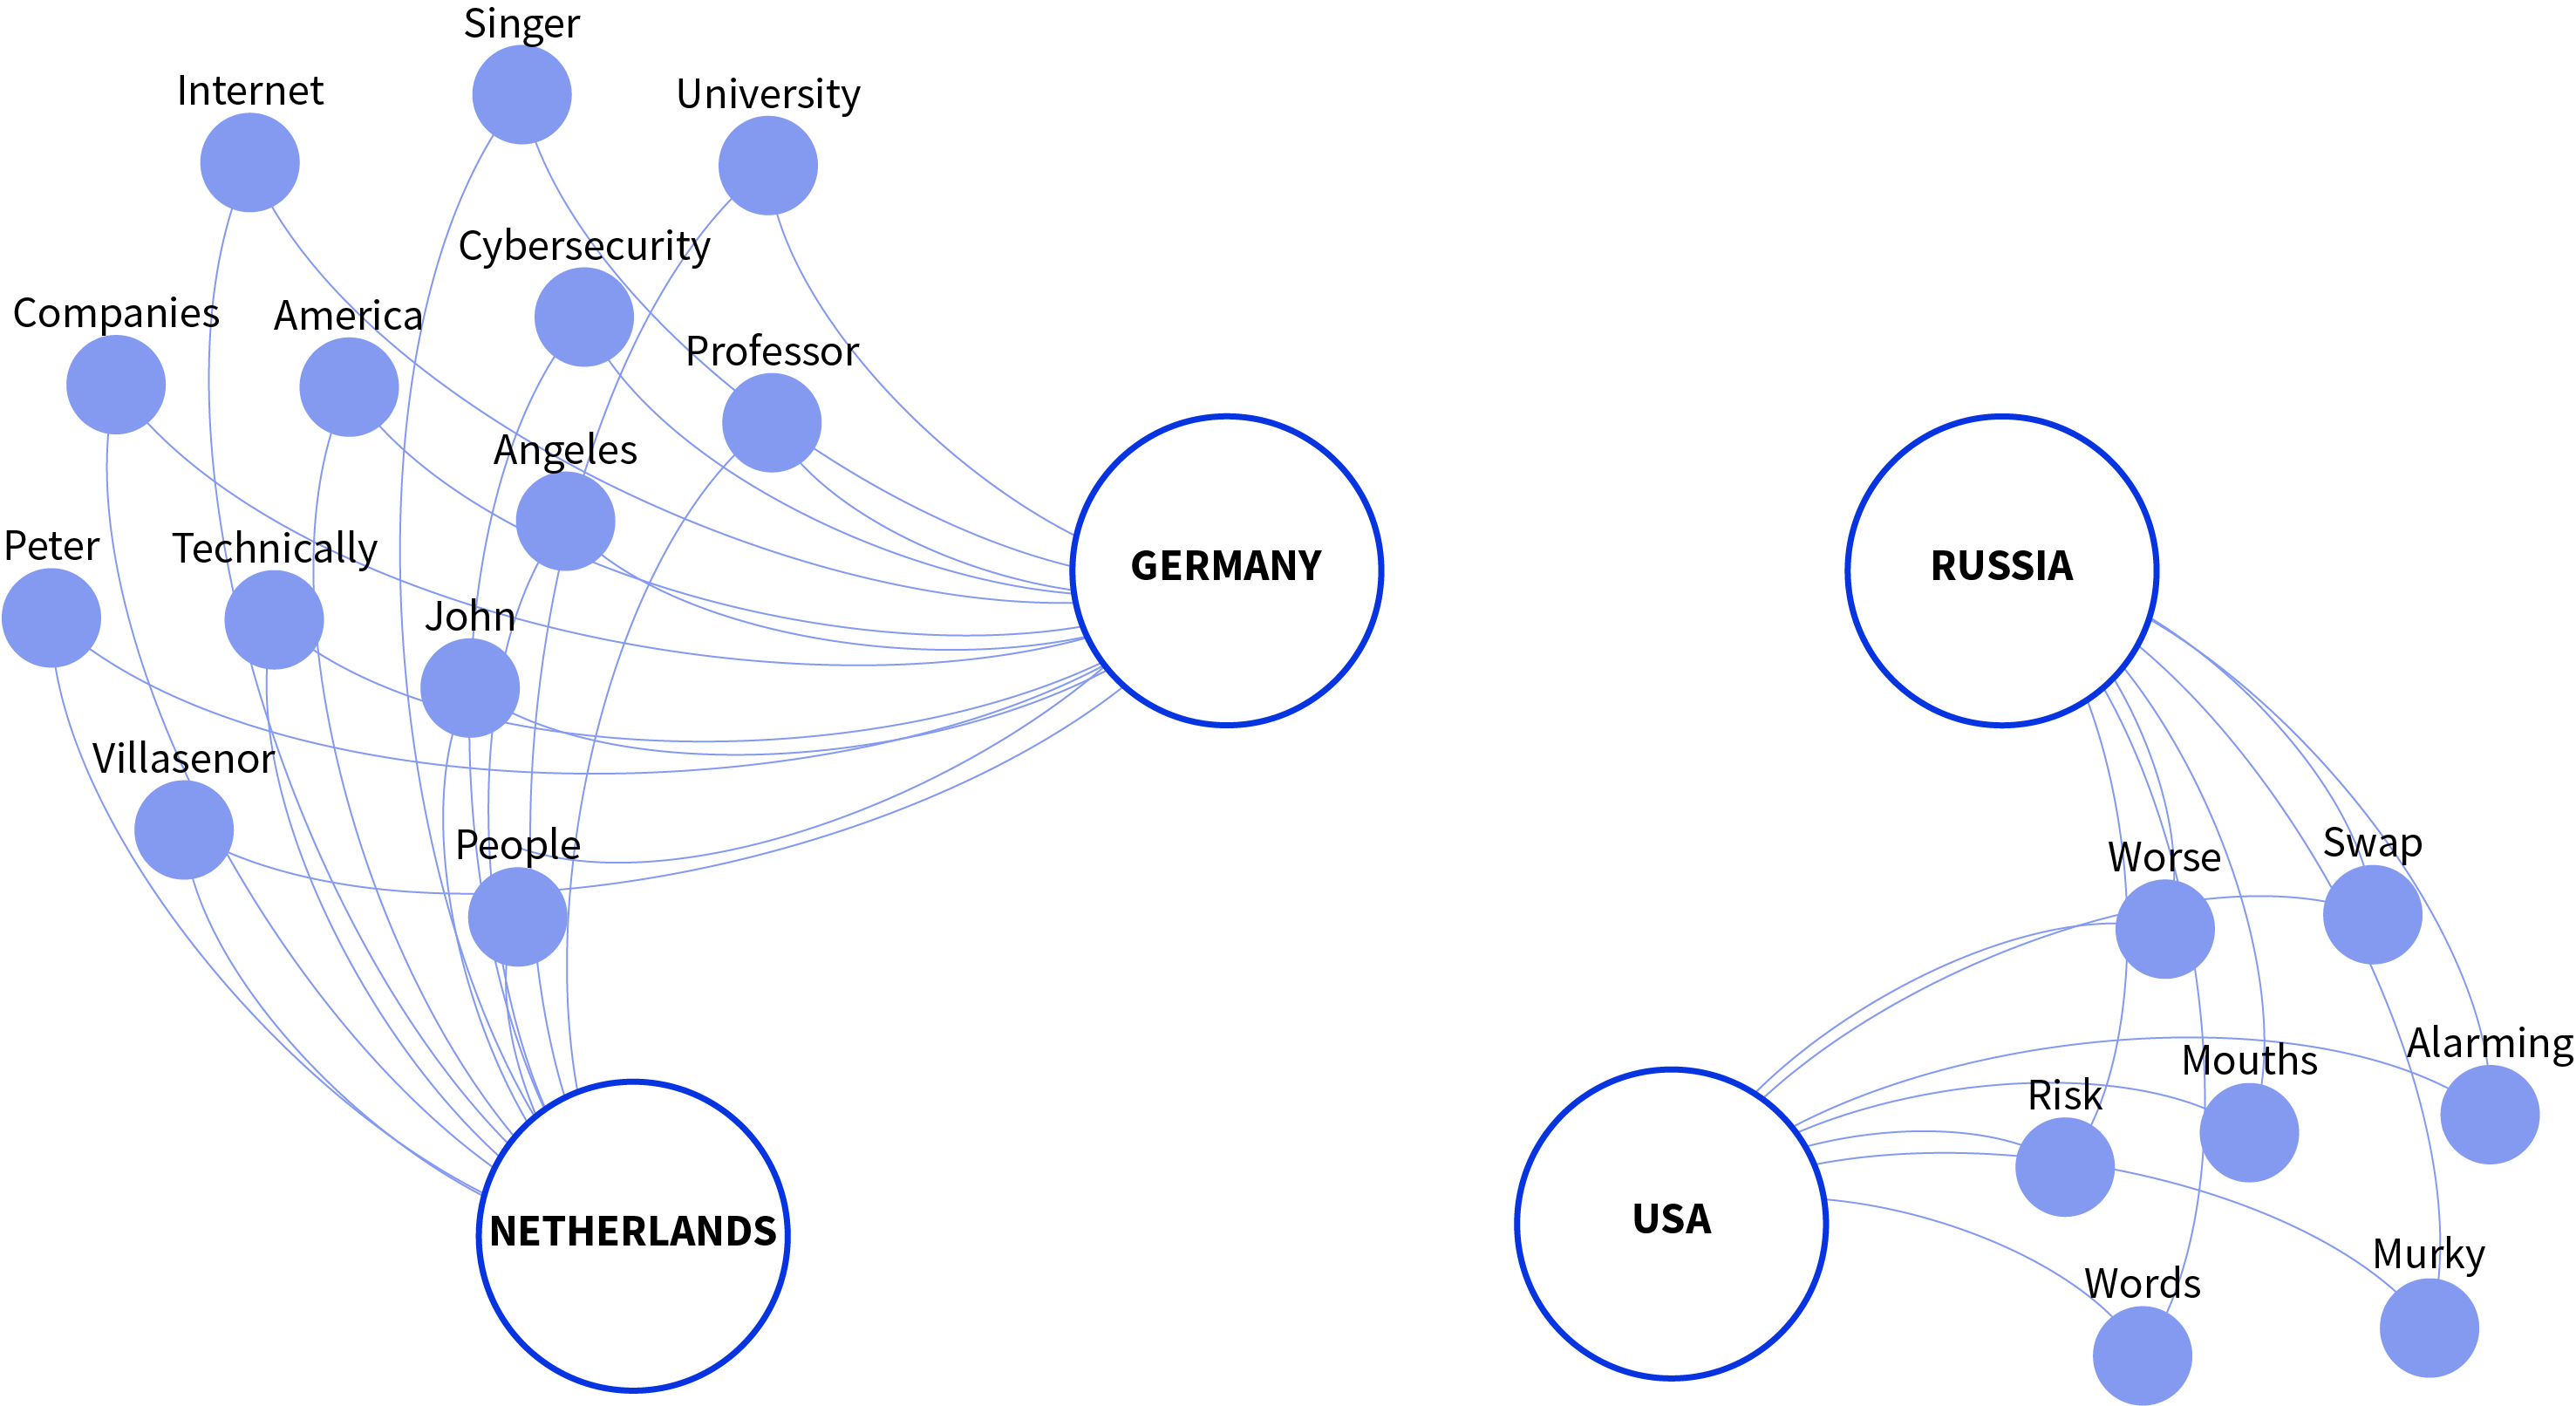 Singer
Internet
University
Cybersecurity
Companies
America
Professor
Angeles
Peter
Technically
John
Villasenor
People
GERMANY
NETHERLANDS
RUSSIA
Worse
Swap
Alarming
Mouths
Risk
USA
Murky
Words